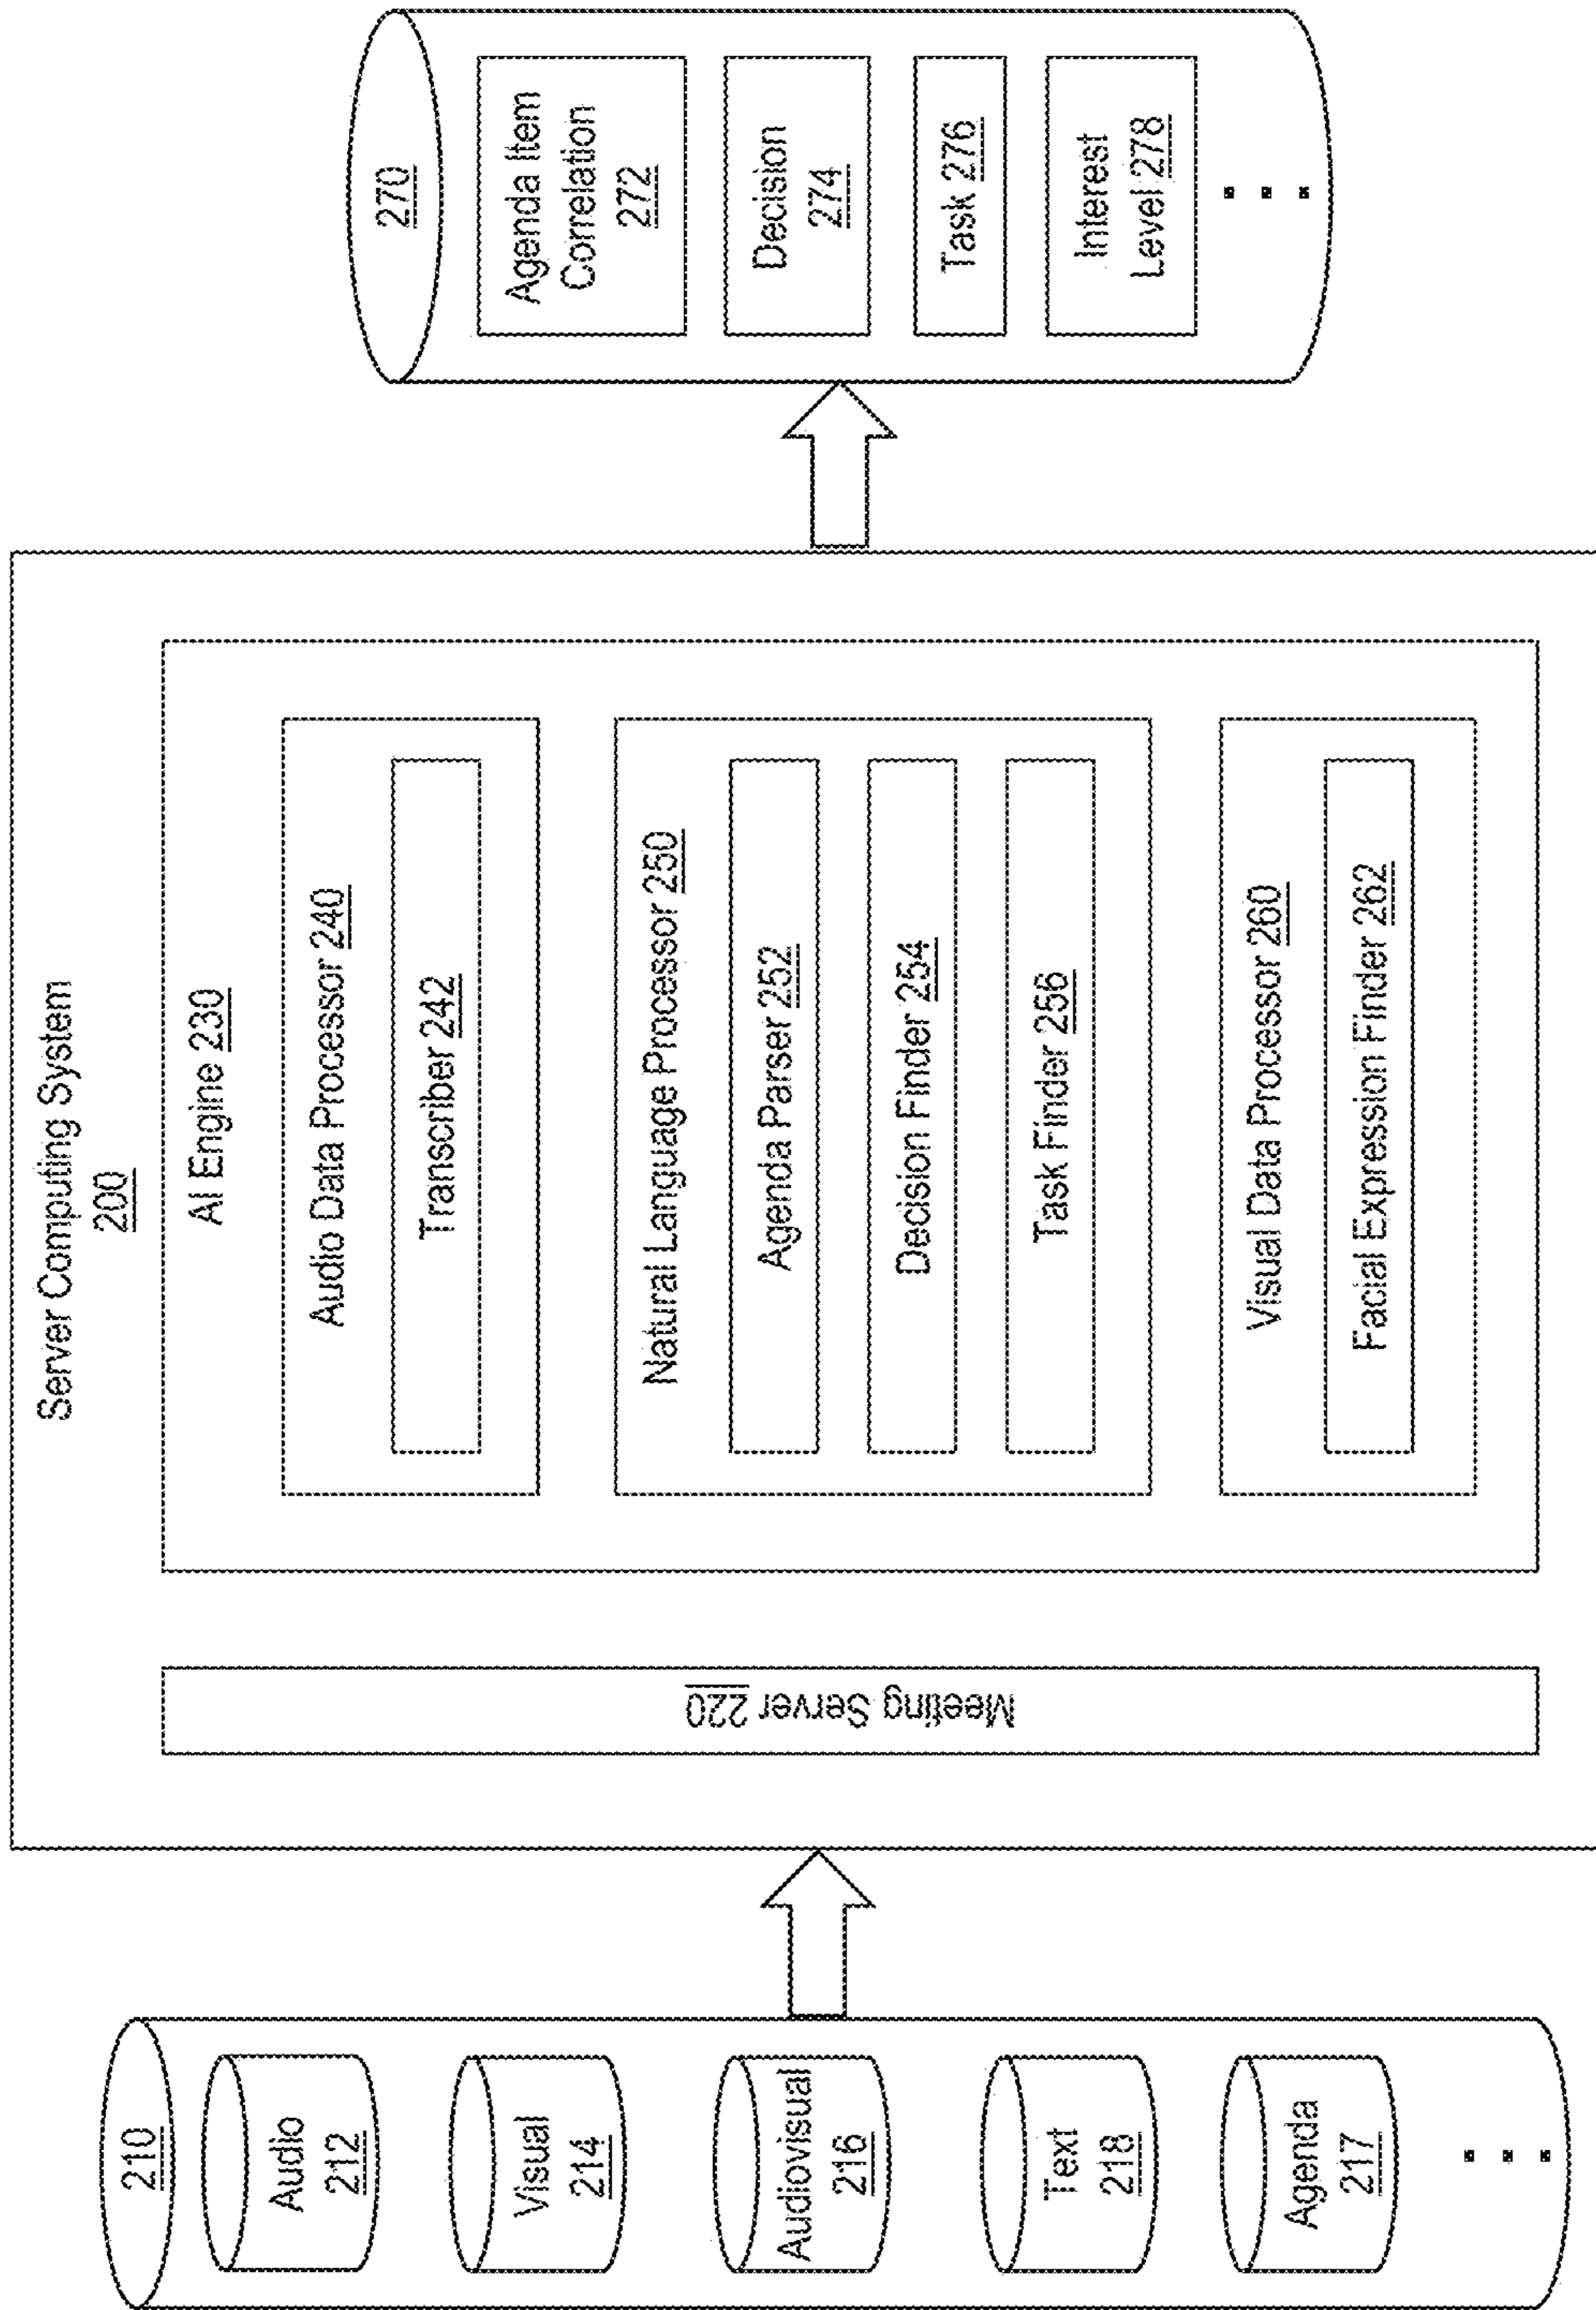 210
Audio
212
Visual
214
Audiovisual
216
Text
218
Agenda
217
Server Computing System
200
Meeting Server 220
AI Engine 230
Audio Data Processor 240
Transcriber 242
Natural Language Processor 250
Agenda Parser 252
Decision Finder 254
Task Finder 256
Visual Data Processor 260
Facial Expression Finder 262
270
Agenda Item
Correlation
272
Decision
274
Task 276
Interest
Level 278